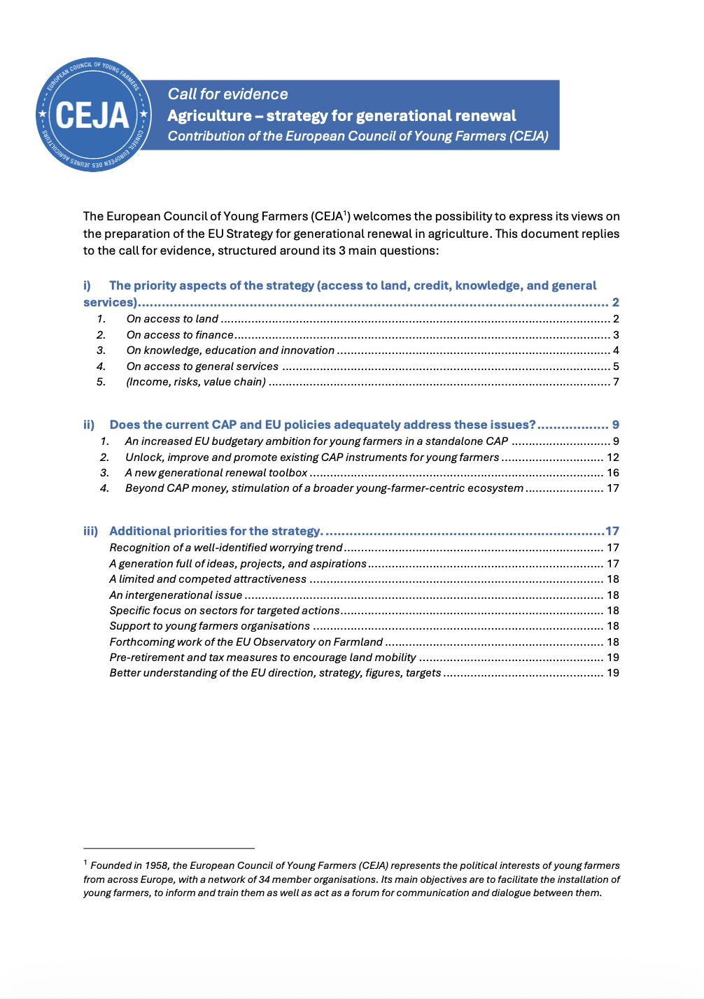 EUROPEAN COUNCIL OF YOUNG FARMERS
CEJA
CONSEIL EUROPÉEN DES JEUNES AGRICULTEURS
Call for evidence
Agriculture – strategy for generational renewal
Contribution of the European Council of Young Farmers (CEJA)
The European Council of Young Farmers (CEJA¹) welcomes the possibility to express its views on
the preparation of the EU Strategy for generational renewal in agriculture. This document replies
to the call for evidence, structured around its 3 main questions:
i) The priority aspects of the strategy (access to land, credit, knowledge, and general
services)..................................................................................................................... 2
1. On access to land ................................................................................................................... 2
2. On access to finance............................................................................................................... 3
3. On knowledge, education and innovation ................................................................................. 4
4. On access to general services ................................................................................................. 5
5. (Income, risks, value chain) ..................................................................................................... 7
ii) Does the current CAP and EU policies adequately address these issues?.................. 9
1. An increased EU budgetary ambition for young farmers in a standalone CAP ............................. 9
2. Unlock, improve and promote existing CAP instruments for young farmers .............................. 12
3. A new generational renewal toolbox ....................................................................................... 16
4. Beyond CAP money, stimulation of a broader young-farmer-centric ecosystem ....................... 17
iii) Additional priorities for the strategy. ......................................................................17
Recognition of a well-identified worrying trend ............................................................................. 17
A generation full of ideas, projects, and aspirations...................................................................... 17
A limited and competed attractiveness ....................................................................................... 18
An intergenerational issue .......................................................................................................... 18
Specific focus on sectors for targeted actions.............................................................................. 18
Support to young farmers organisations ...................................................................................... 18
Forthcoming work of the EU Observatory on Farmland ................................................................. 18
Pre-retirement and tax measures to encourage land mobility ....................................................... 19
Better understanding of the EU direction, strategy, figures, targets ................................................ 19
¹ Founded in 1958, the European Council of Young Farmers (CEJA) represents the political interests of young farmers
from across Europe, with a network of 34 member organisations. Its main objectives are to facilitate the installation of
young farmers, to inform and train them as well as act as a forum for communication and dialogue between them.